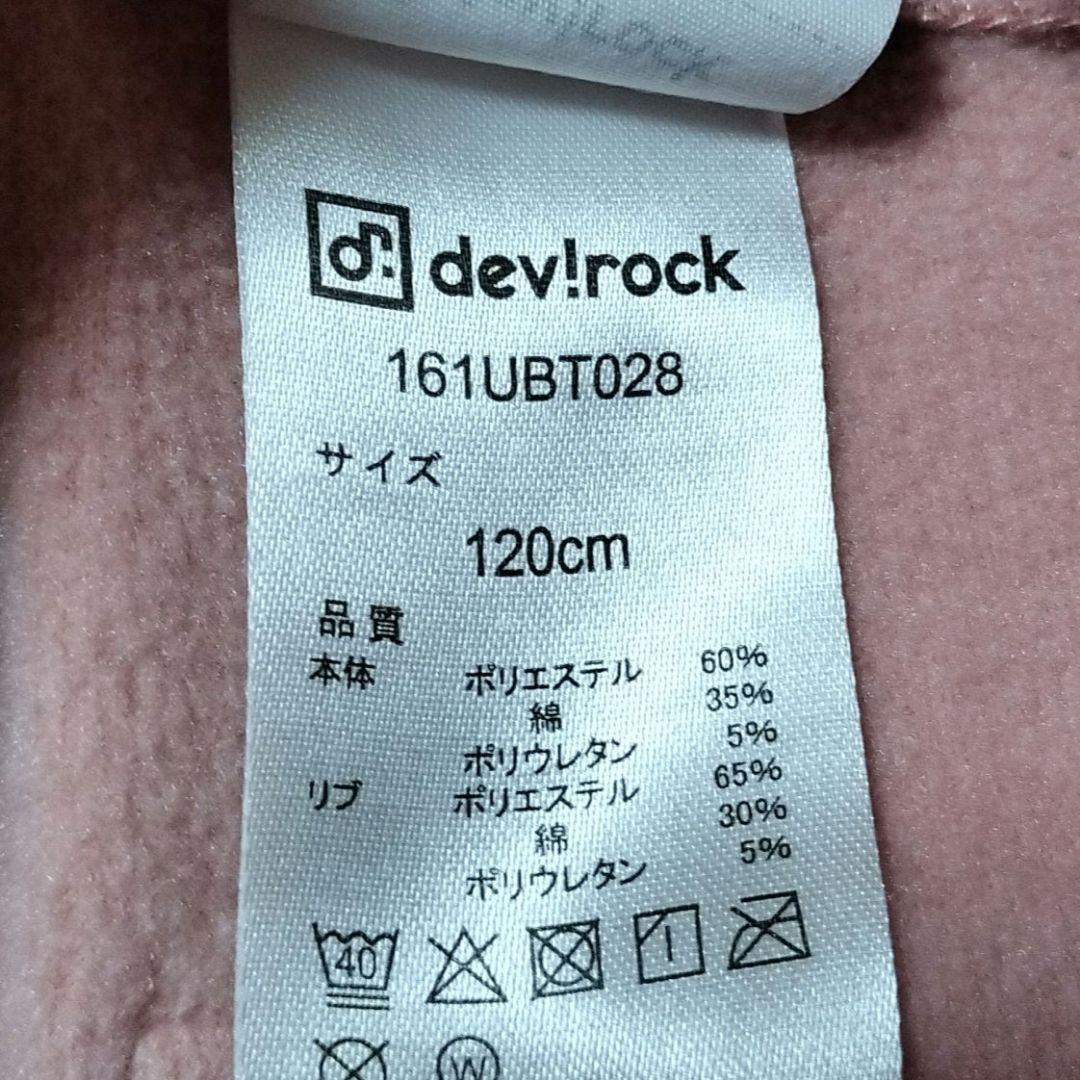 dev!rock
161UBT028
サイズ
120cm
品質
本体 ポリエステル 60%
綿 35%
ポリウレタン 5%
リブ ポリエステル 65%
綿 30%
ポリウレタン 5%
40
W